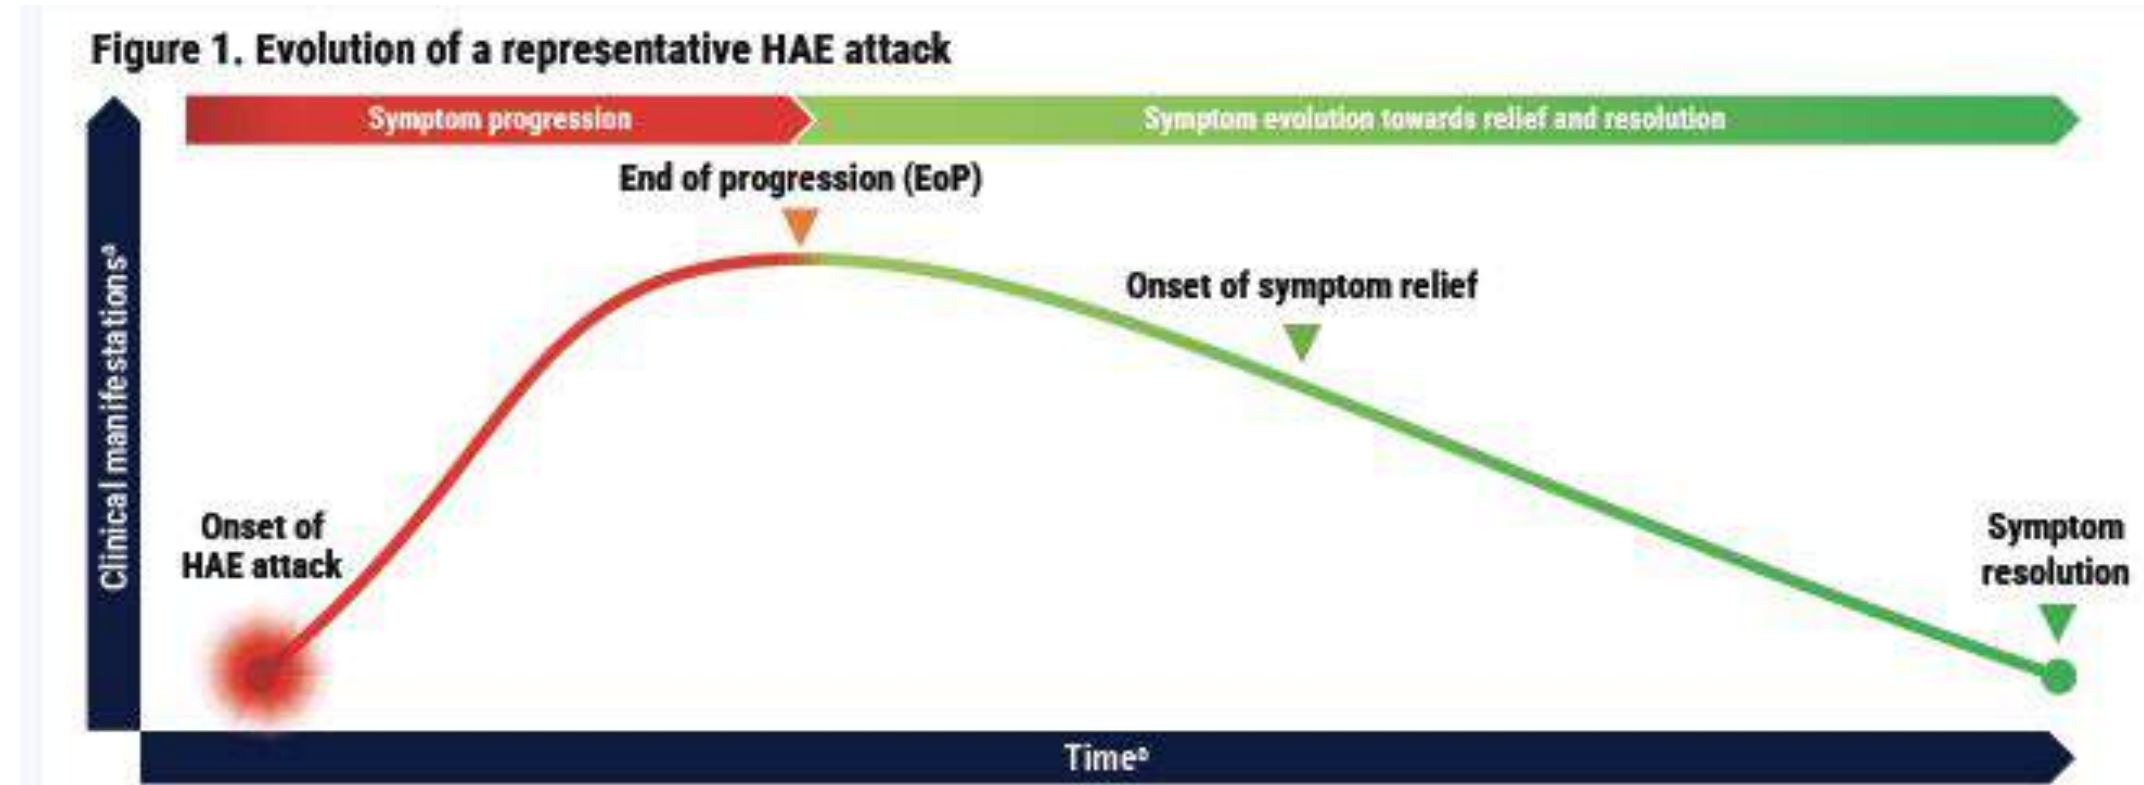 Figure 1. Evolution of a representative HAE attack
Symptom progression
Symptom evolution towards relief and resolution
End of progression (EoP)
Onset of symptom relief
Onset of
HAE attack
Symptom
resolution
Clinical manifestationsᵃ
Time